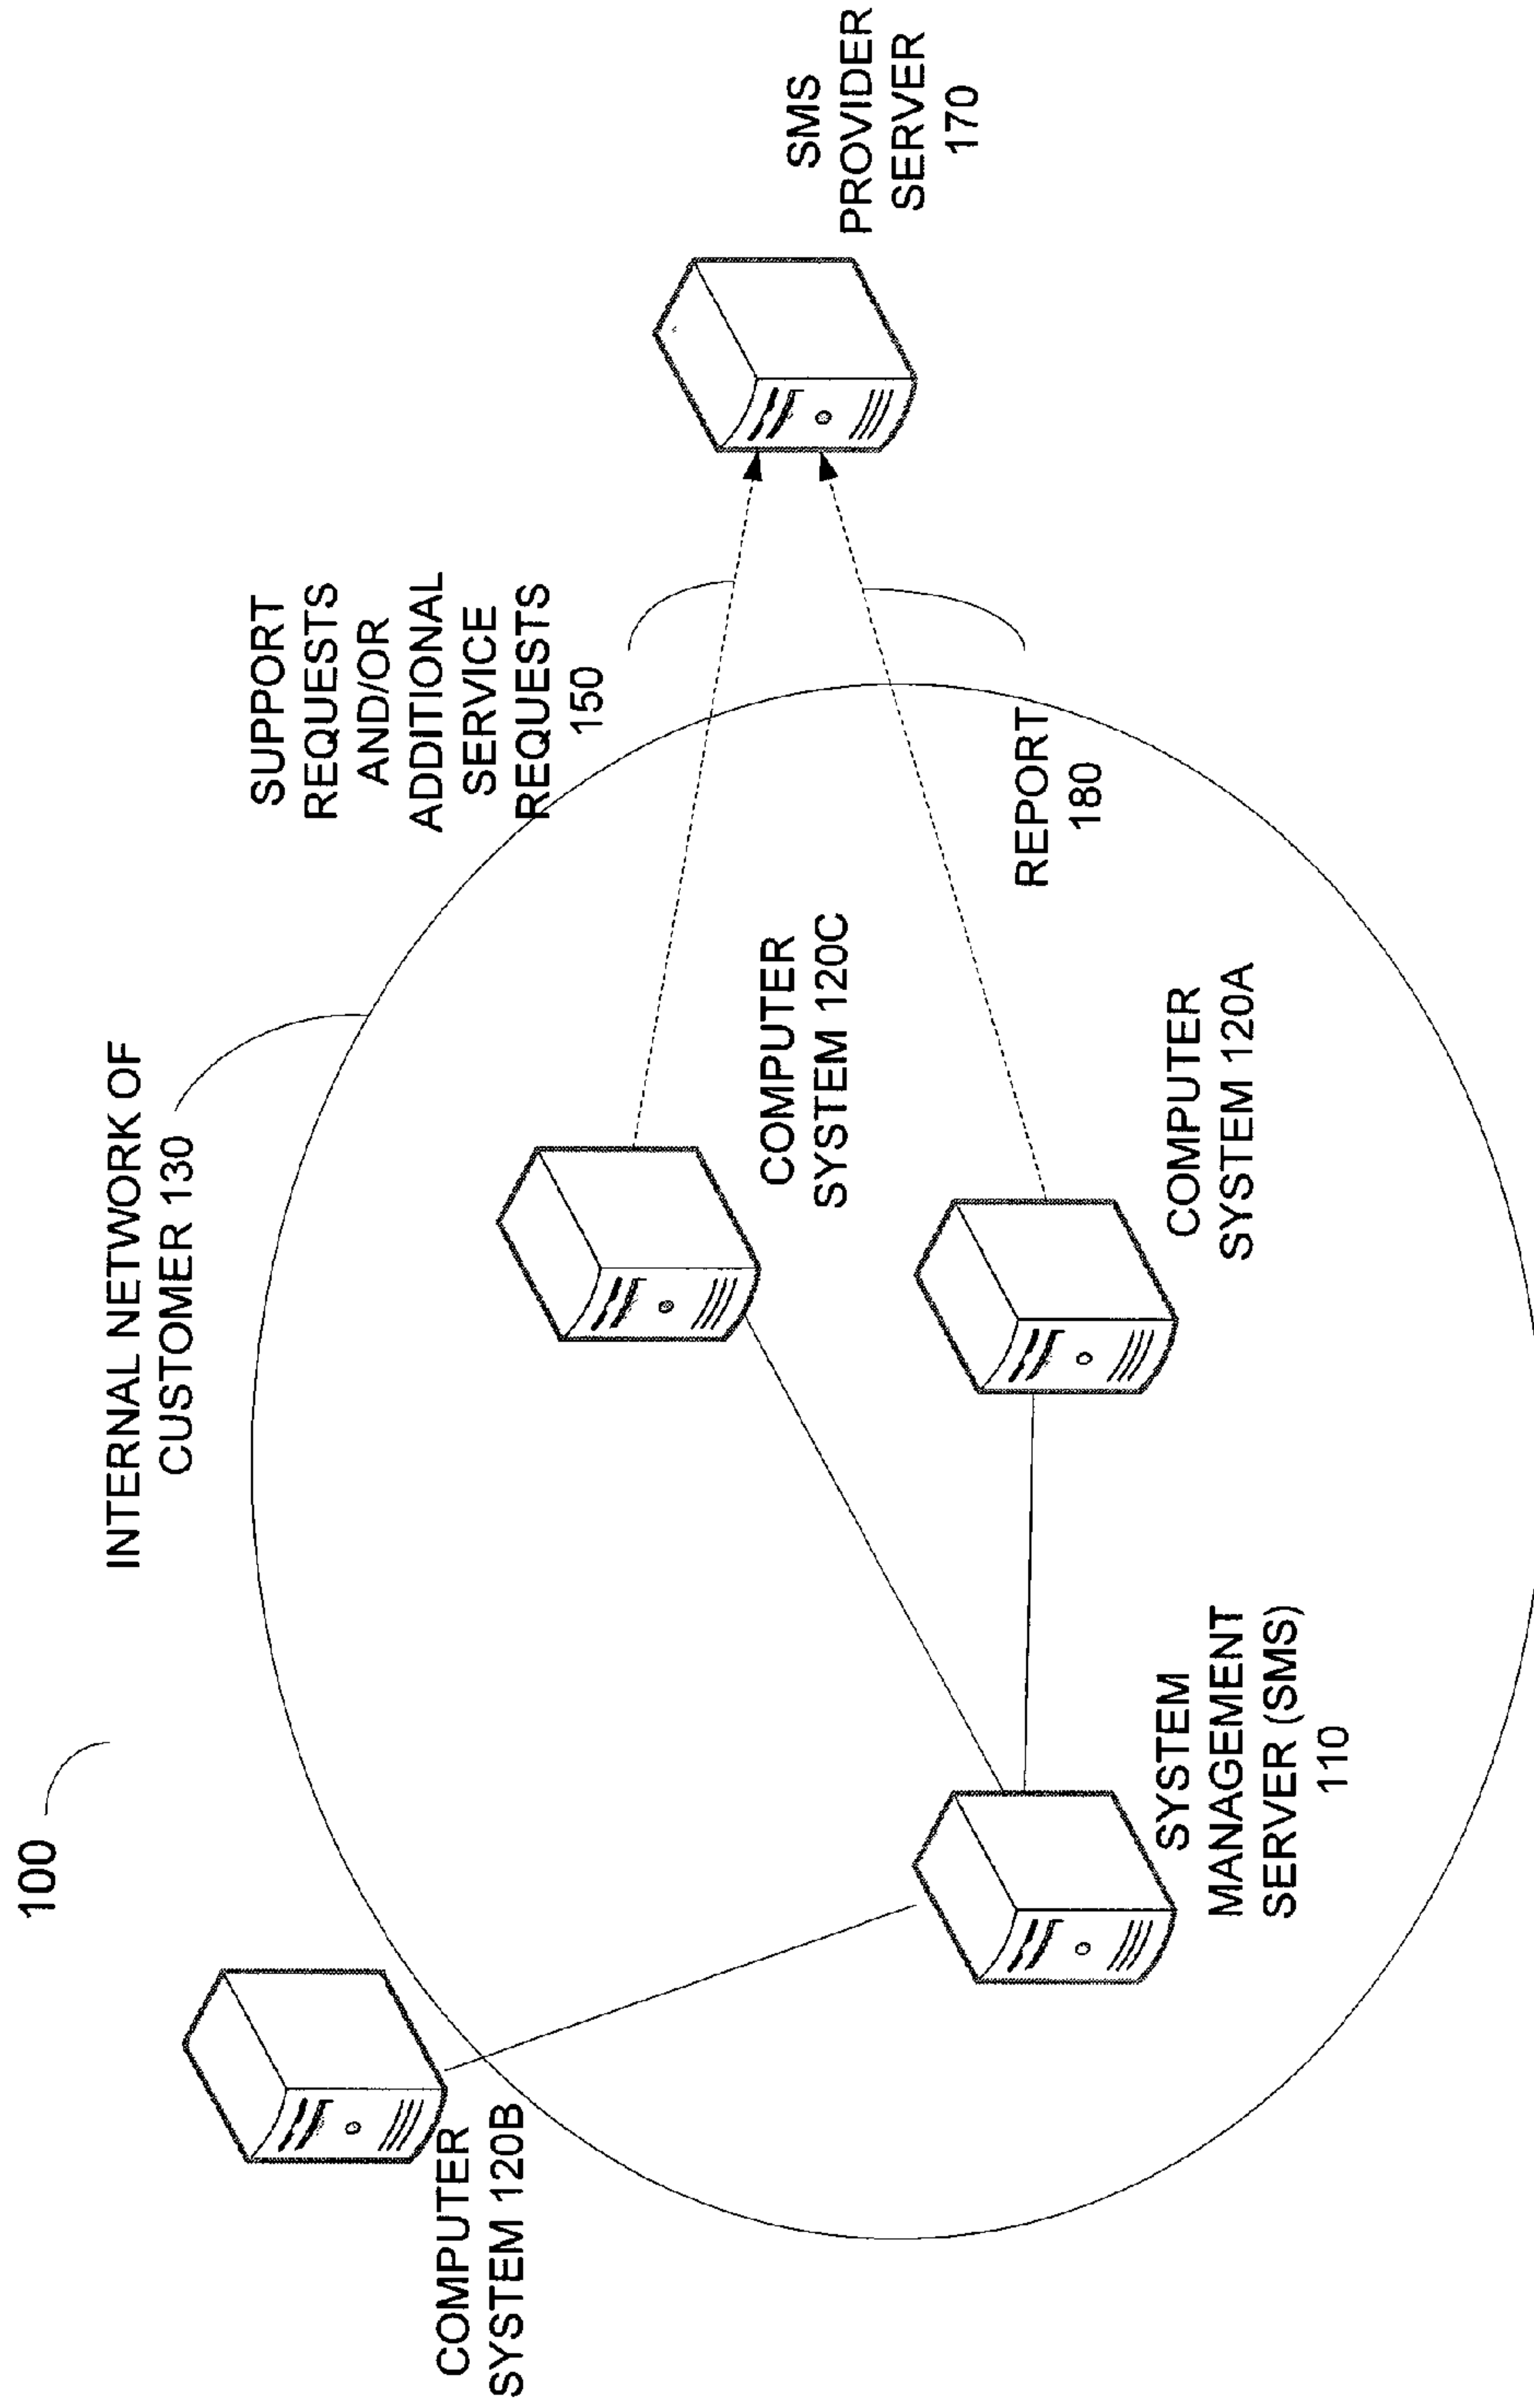 100
INTERNAL NETWORK OF
CUSTOMER 130
SUPPORT
REQUESTS
AND/OR
ADDITIONAL
SERVICE
REQUESTS
150
SMS
PROVIDER
SERVER
170
COMPUTER
SYSTEM 120B
COMPUTER
SYSTEM 120C
REPORT
180
SYSTEM
MANAGEMENT
SERVER (SMS)
110
COMPUTER
SYSTEM 120A